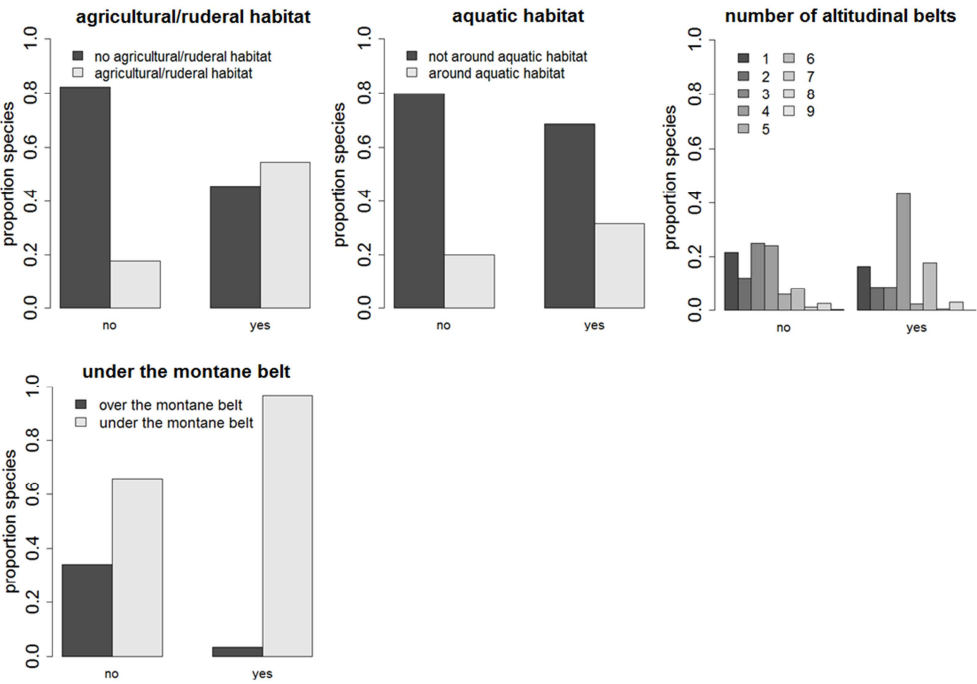 agricultural/ruderal habitat
1.0
0.8
0.6
0.4
0.2
0.0
proportion species
no agricultural/ruderal habitat
agricultural/ruderal habitat
no yes
aquatic habitat
1.0
0.8
0.6
0.4
0.2
0.0
proportion species
not around aquatic habitat
around aquatic habitat
no yes
number of altitudinal belts
1.0
0.8
0.6
0.4
0.2
0.0
proportion species
1 6
2 7
3 8
4 9
5
no yes
under the montane belt
1.0
0.8
0.6
0.4
0.2
0.0
proportion species
over the montane belt
under the montane belt
no yes